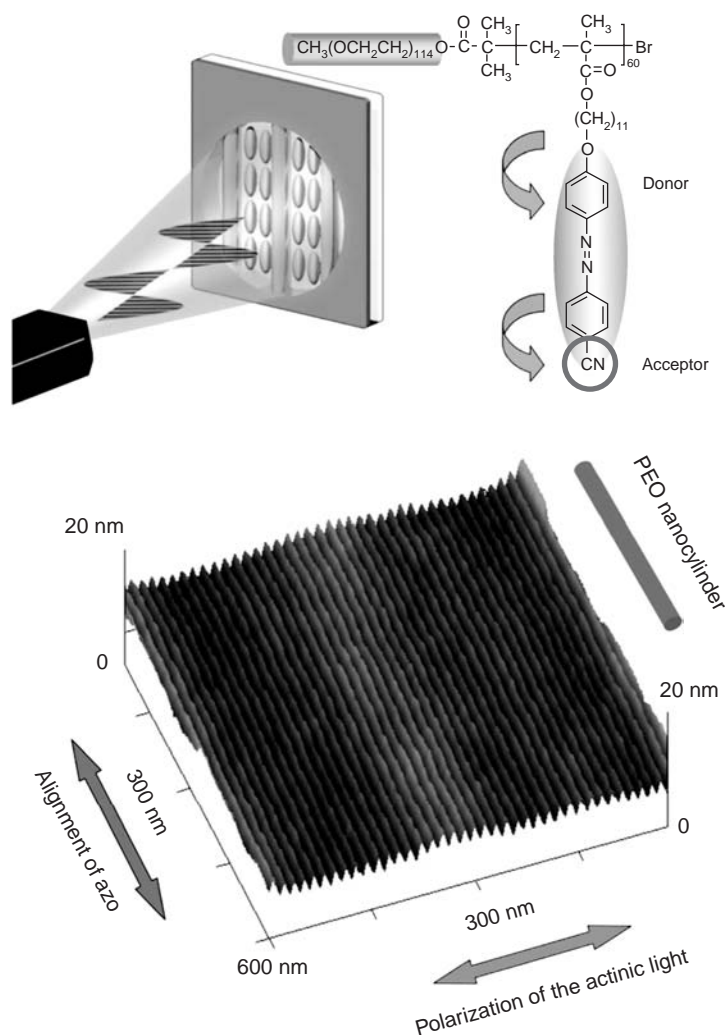 CH3(OCH2CH2)114 O C C CH2 C Br
O CH3 CH3 60
CH3 C=O
O
(CH2)11
O
Donor
N
N
CN Acceptor
PEO nanocylinder
20 nm
0
20 nm
0
Alignment of azo
300 nm
300 nm
600 nm
Polarization of the actinic light